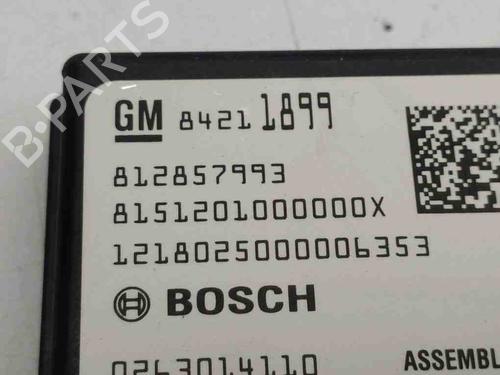 GM 84211899
812857993
8151201000000X
1218025000006353
BOSCH
0263014110
ASSEMBL
B-PARTS